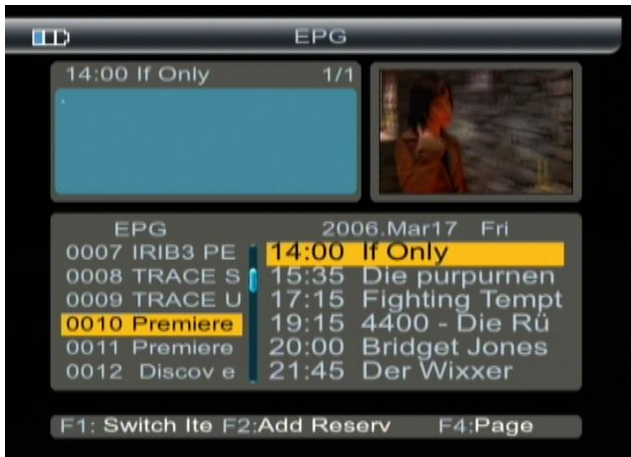 EPG
14:00 If Only 1/1
EPG 2006.Mar17 Fri
0007 IRIB3 PE 14:00 If Only
0008 TRACE S 15:35 Die purpurnen
0009 TRACE U 17:15 Fighting Tempt
0010 Premiere 19:15 4400 - Die Rü
0011 Premiere 20:00 Bridget Jones
0012 Discov e 21:45 Der Wixxer
F1: Switch Ite F2:Add Reserv F4:Page